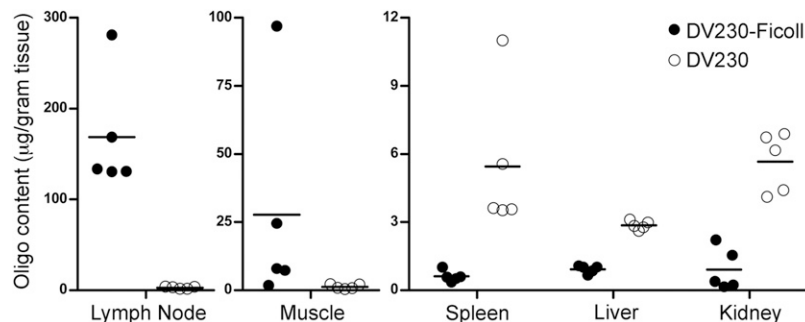 Oligo content (µg/gram tissue)
300
200
100
0
Lymph Node
100
75
50
25
0
Muscle
12
9
6
3
0
Spleen
Liver
Kidney
DV230-Ficoll
DV230